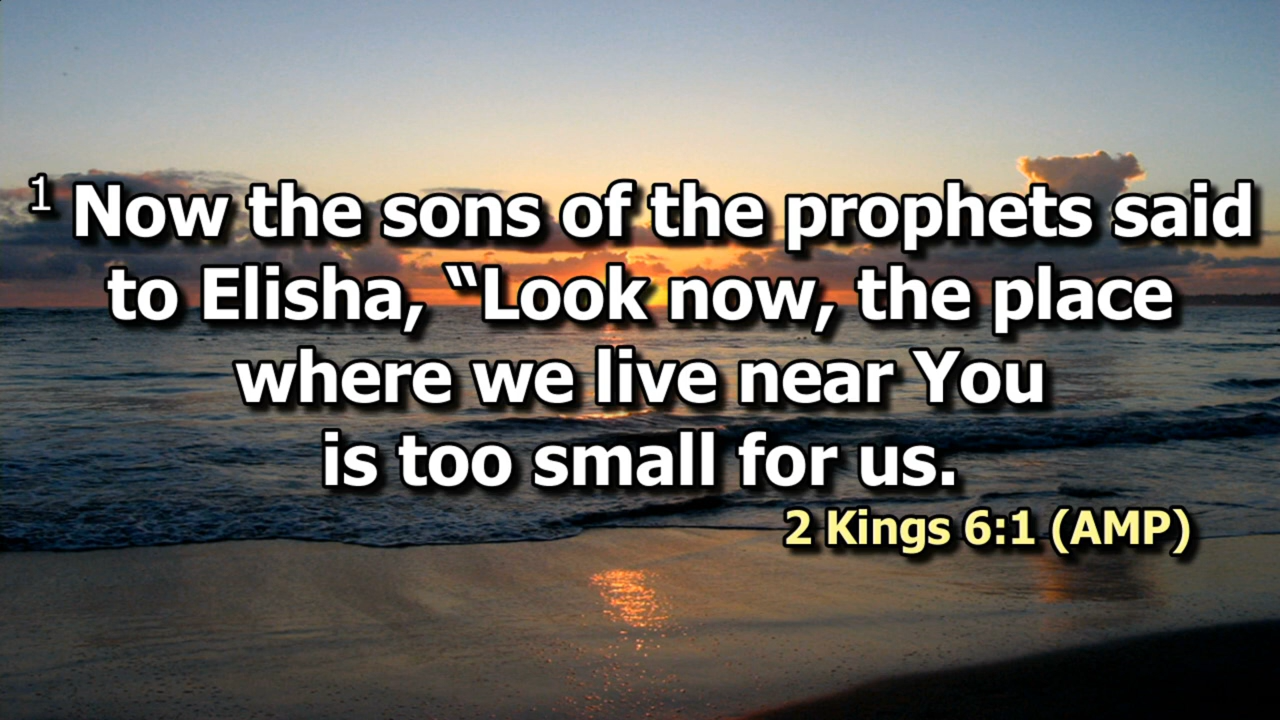 1 Now the sons of the prophets said
to Elisha, “Look now, the place
where we live near You
is too small for us.
2 Kings 6:1 (AMP)